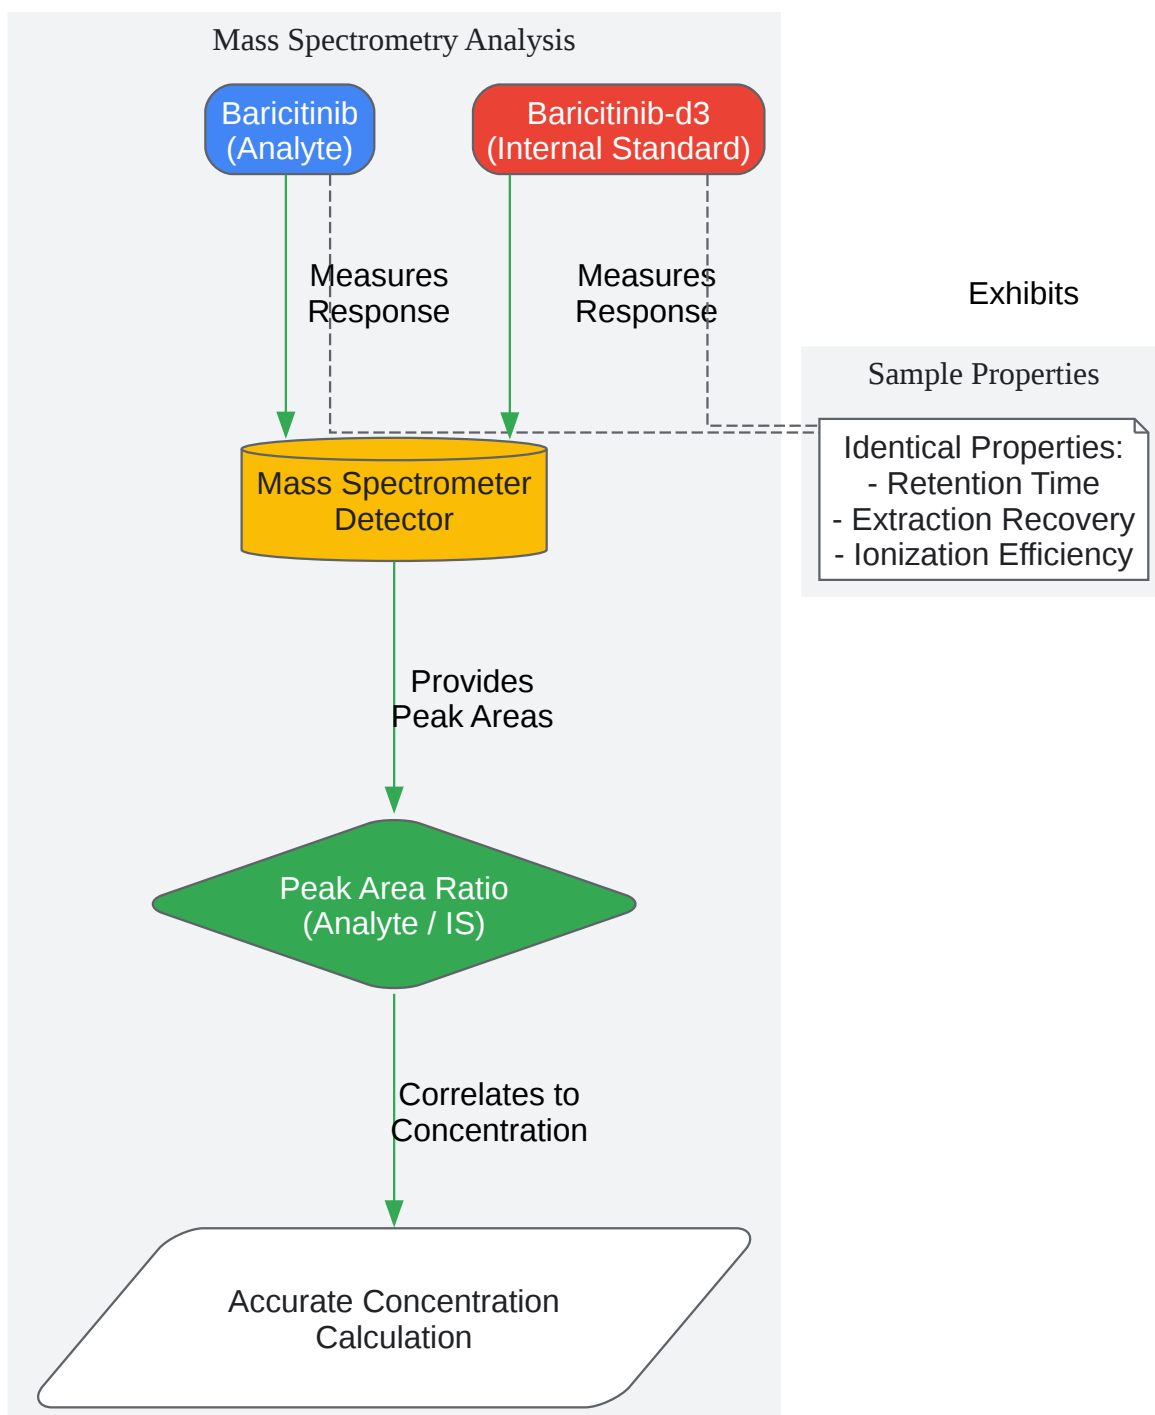 Mass Spectrometry Analysis
Baricitinib
(Analyte)
Baricitinib-d3
(Internal Standard)
Measures
Response
Measures
Response
Exhibits
Sample Properties
Identical Properties:
- Retention Time
- Extraction Recovery
- Ionization Efficiency
Mass Spectrometer
Detector
Provides
Peak Areas
Peak Area Ratio
(Analyte / IS)
Correlates to
Concentration
Accurate Concentration
Calculation